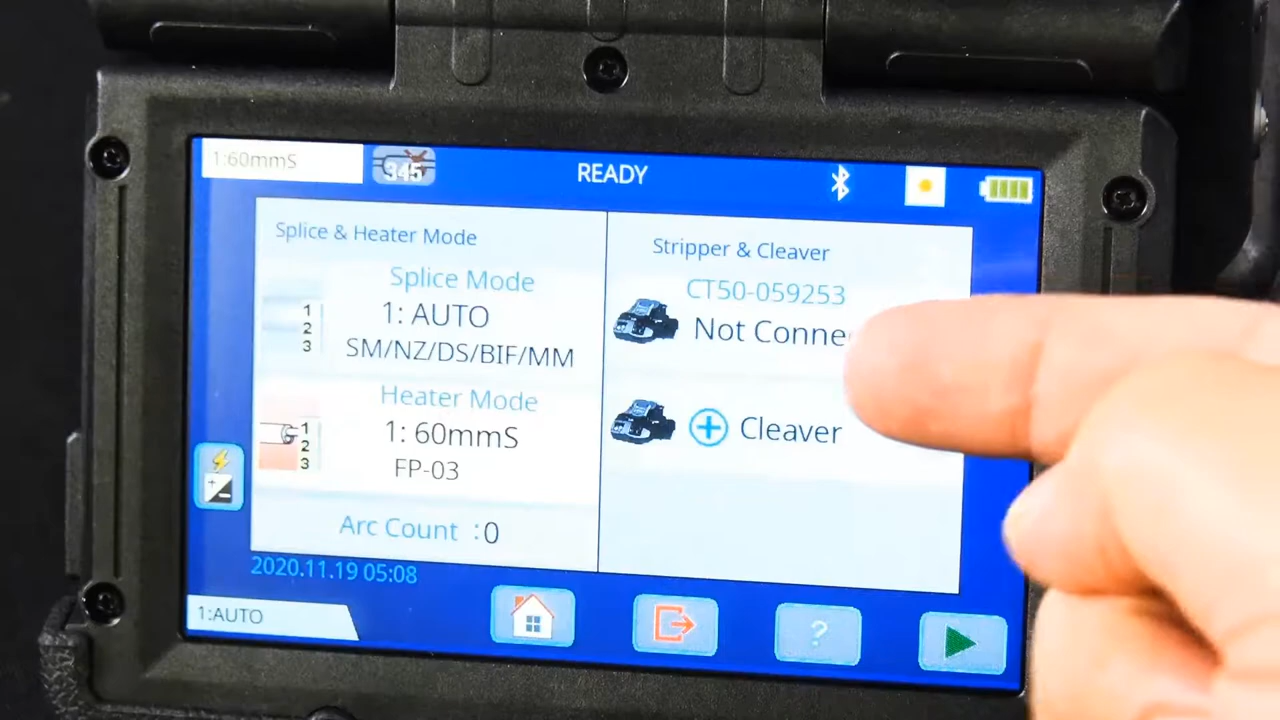 1:60mmS
345
READY
Splice & Heater Mode
Splice Mode
1
2
3
1: AUTO
SM/NZ/DS/BIF/MM
Heater Mode
1
2
3
1: 60mmS
FP-03
Arc Count :0
2020.11.19 05:08
1:AUTO
Stripper & Cleaver
CT50-059253
Not Conne
Cleaver
?